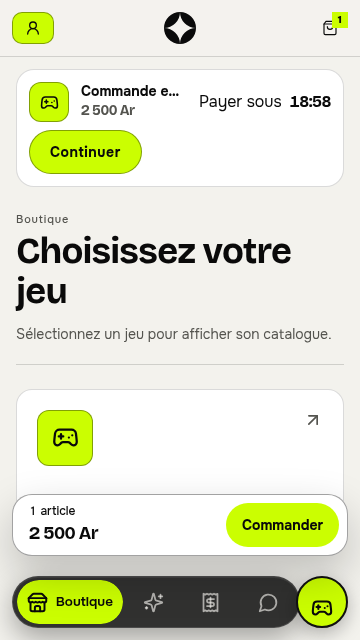 1
Commande e...
2 500 Ar
Payer sous 18:58
Continuer
Boutique
Choisissez votre
jeu
Sélectionnez un jeu pour afficher son catalogue.
1 article
2 500 Ar
Commander
Boutique